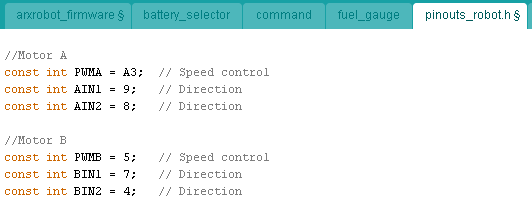 arxrobot_firmware § battery_selector command fuel_gauge pinouts_robot.h §
//Motor A
const int PWMA = A3;  // Speed control
const int AIN1 = 9;   // Direction
const int AIN2 = 8;   // Direction
//Motor B
const int PWMB = 5;   // Speed control
const int BIN1 = 7;   // Direction
const int BIN2 = 4;   // Direction